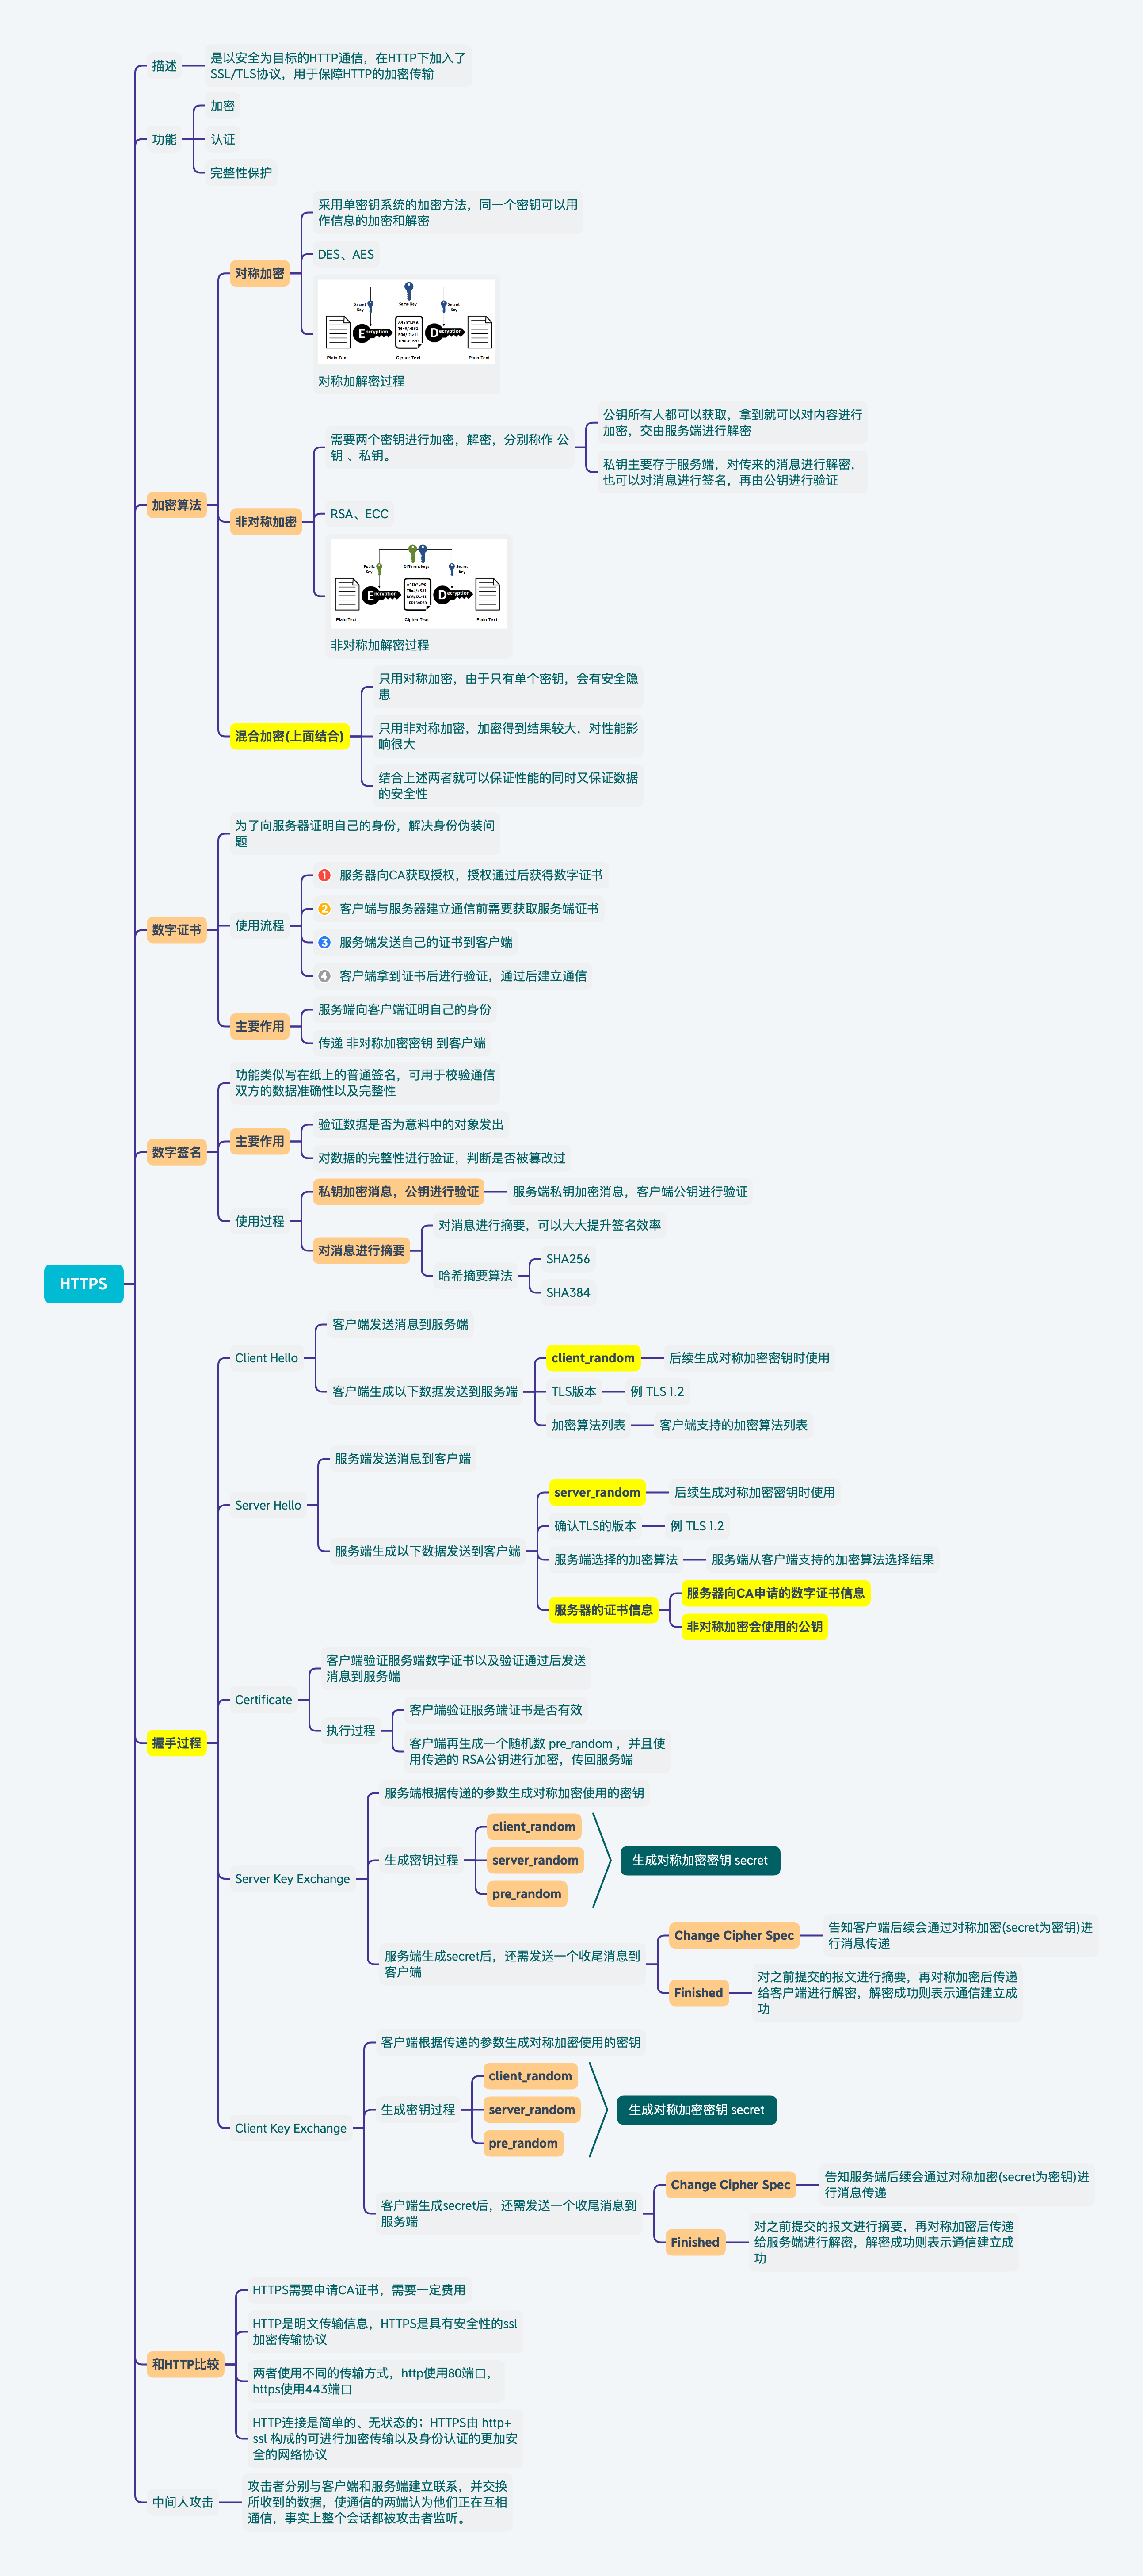 HTTPS
描述
是以安全为目标的HTTP通信，在HTTP下加入了
SSL/TLS协议，用于保障HTTP的加密传输
功能
加密
认证
完整性保护
加密算法
对称加密
采用单密钥系统的加密方法，同一个密钥可以用
作信息的加密和解密
DES、AES
Secret
Key
Same Key
Secret
Key
Encryption
Decryption
Plain Text
Cipher Text
Plain Text
对称加解密过程
非对称加密
需要两个密钥进行加密，解密，分别称作 公
钥 、私钥。
公钥所有人都可以获取，拿到就可以对内容进行
加密，交由服务端进行解密
私钥主要存于服务端，对传来的消息进行解密，
也可以对消息进行签名，再由公钥进行验证
RSA、ECC
Public
Key
Different Keys
Secret
Key
Encryption
Decryption
Plain Text
Cipher Text
Plain Text
非对称加解密过程
混合加密(上面结合)
只用对称加密，由于只有单个密钥，会有安全隐
患
只用非对称加密，加密得到结果较大，对性能影
响很大
结合上述两者就可以保证性能的同时又保证数据
的安全性
数字证书
为了向服务器证明自己的身份，解决身份伪装问
题
使用流程
1 服务器向CA获取授权，授权通过后获得数字证书
2 客户端与服务器建立通信前需要获取服务端证书
3 服务端发送自己的证书到客户端
4 客户端拿到证书后进行验证，通过后建立通信
主要作用
服务端向客户端证明自己的身份
传递 非对称加密密钥 到客户端
数字签名
功能类似写在纸上的普通签名，可用于校验通信
双方的数据准确性以及完整性
主要作用
验证数据是否为意料中的对象发出
对数据的完整性进行验证，判断是否被篡改过
使用过程
私钥加密消息，公钥进行验证
服务端私钥加密消息，客户端公钥进行验证
对消息进行摘要
对消息进行摘要，可以大大提升签名效率
哈希摘要算法
SHA256
SHA384
握手过程
Client Hello
客户端发送消息到服务端
客户端生成以下数据发送到服务端
client_random
后续生成对称加密密钥时使用
TLS版本
例 TLS 1.2
加密算法列表
客户端支持的加密算法列表
Server Hello
服务端发送消息到客户端
服务端生成以下数据发送到客户端
server_random
后续生成对称加密密钥时使用
确认TLS的版本
例 TLS 1.2
服务端选择的加密算法
服务端从客户端支持的加密算法选择结果
服务器的证书信息
服务器向CA申请的数字证书信息
非对称加密会使用的公钥
Certificate
客户端验证服务端数字证书以及验证通过后发送
消息到服务端
执行过程
客户端验证服务端证书是否有效
客户端再生成一个随机数 pre_random ，并且使
用传递的 RSA公钥进行加密，传回服务端
Server Key Exchange
服务端根据传递的参数生成对称加密使用的密钥
生成密钥过程
client_random
server_random
pre_random
生成对称加密密钥 secret
服务端生成secret后，还需发送一个收尾消息到
客户端
Change Cipher Spec
告知客户端后续会通过对称加密(secret为密钥)进
行消息传递
Finished
对之前提交的报文进行摘要，再对称加密后传递
给客户端进行解密，解密成功则表示通信建立成
功
Client Key Exchange
客户端根据传递的参数生成对称加密使用的密钥
生成密钥过程
client_random
server_random
pre_random
生成对称加密密钥 secret
客户端生成secret后，还需发送一个收尾消息到
服务端
Change Cipher Spec
告知服务端后续会通过对称加密(secret为密钥)进
行消息传递
Finished
对之前提交的报文进行摘要，再对称加密后传递
给服务端进行解密，解密成功则表示通信建立成
功
和HTTP比较
HTTPS需要申请CA证书，需要一定费用
HTTP是明文传输信息，HTTPS是具有安全性的ssl
加密传输协议
两者使用不同的传输方式，http使用80端口，
https使用443端口
HTTP连接是简单的、无状态的；HTTPS由 http+
ssl 构成的可进行加密传输以及身份认证的更加安
全的网络协议
中间人攻击
攻击者分别与客户端和服务端建立联系，并交换
所收到的数据，使通信的两端认为他们正在互相
通信，事实上整个会话都被攻击者监听。